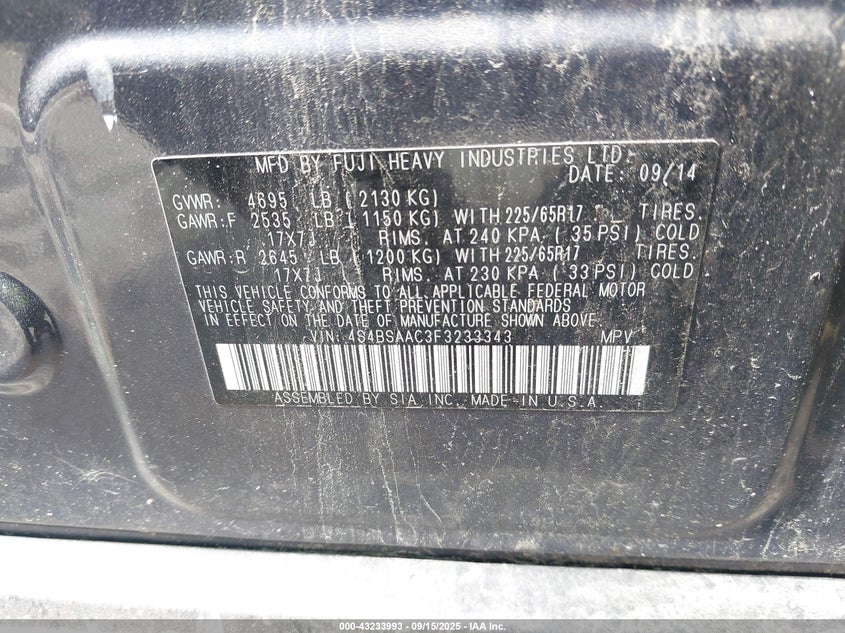 MFD BY FUJI HEAVY INDUSTRIES LTD.
DATE: 09/14
GVWR: 4695 LB ( 2130 KG)
GAWR:F 2535 LB ( 1150 KG) WITH 225/65R17 TIRES.
17X7J RIMS. AT 240 KPA ( 35 PSI) COLD
GAWR:R 2645 LB ( 1200 KG) WITH 225/65R17 TIRES.
17X7J RIMS. AT 230 KPA ( 33 PSI) COLD
THIS VEHICLE CONFORMS TO ALL APPLICABLE FEDERAL MOTOR
VEHICLE SAFETY AND THEFT PREVENTION STANDARDS
IN EFFECT ON THE DATE OF MANUFACTURE SHOWN ABOVE.
VIN: 4S4BSAAC3F3233343 MPV
ASSEMBLED BY SIA INC. MADE IN U.S.A
000-43233993 - 09/15/2025 - IAA Inc.